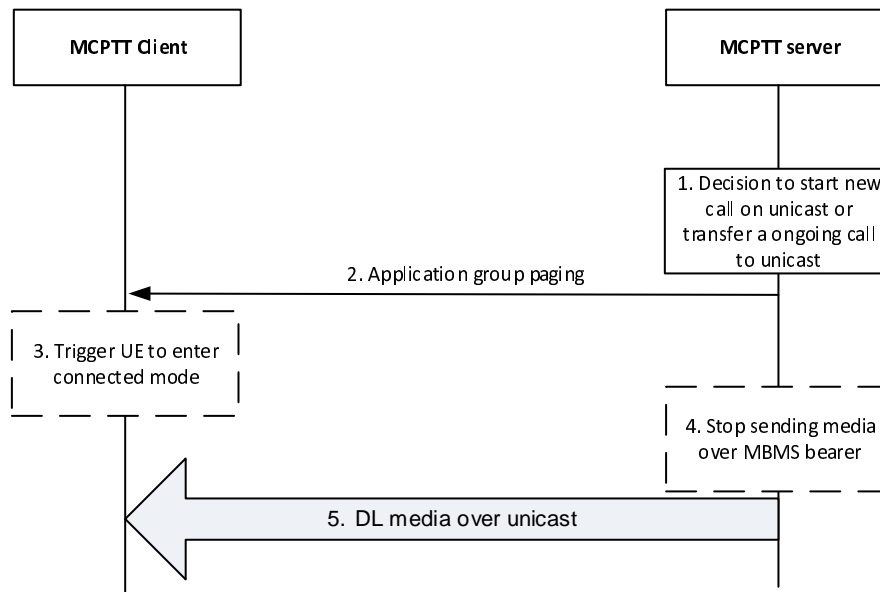 MCPTT Client
MCPTT server
1. Decision to start new
call on unicast or
transfer a ongoing call
to unicast
2. Application group paging
3. Trigger UE to enter
connected mode
4. Stop sending media
over MBMS bearer
5. DL media over unicast